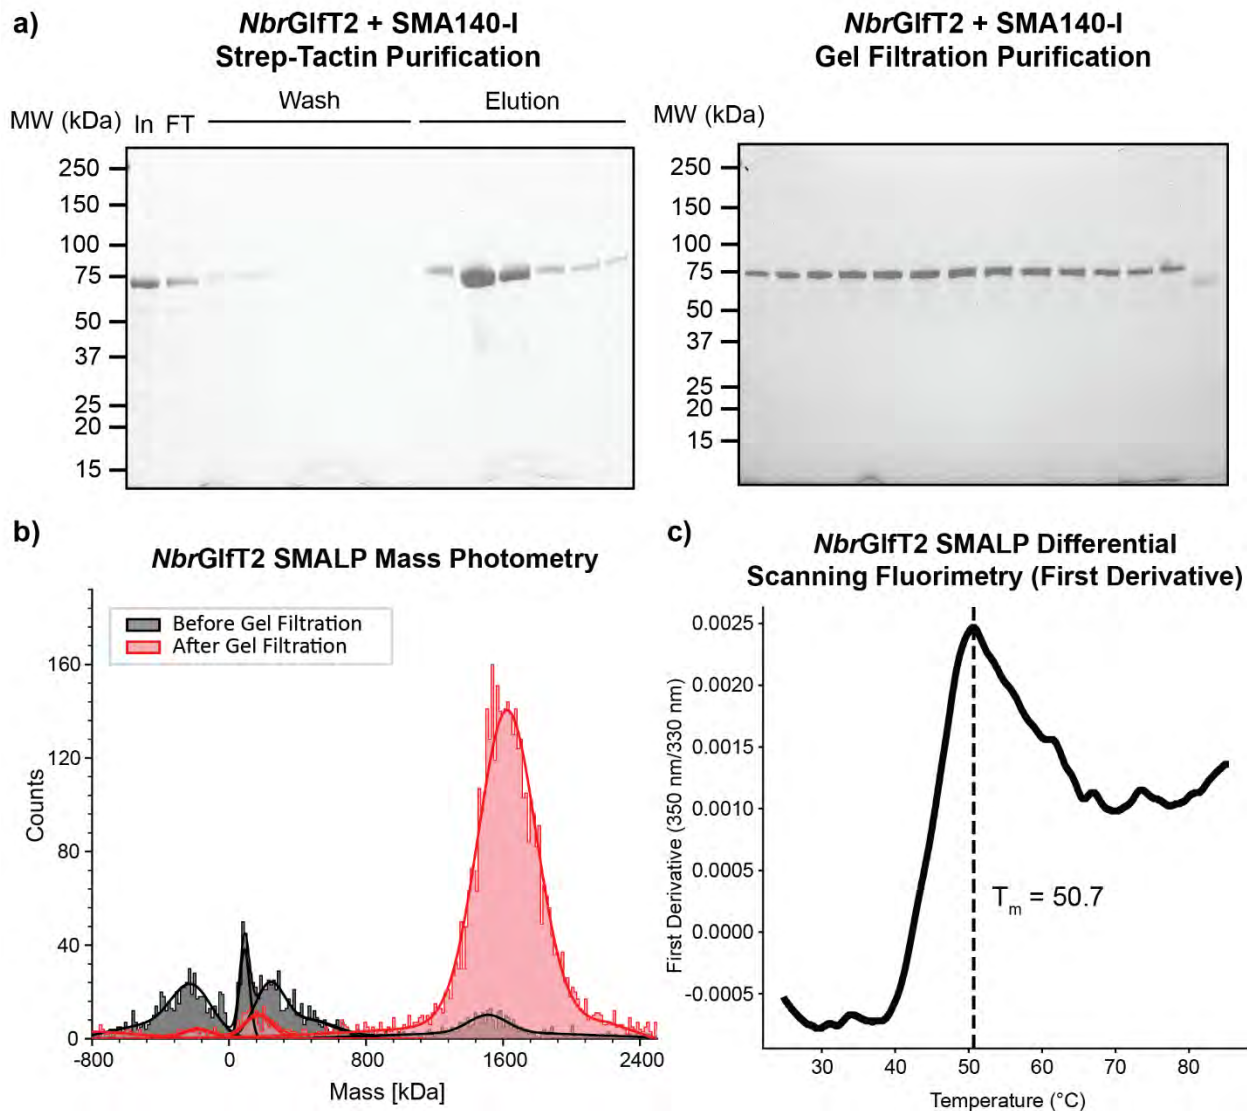 a)
NbrGlfT2 + SMA140-I
Strep-Tactin Purification
Wash
Elution
MW (kDa) In FT
250
150
100
75
50
37
25
20
15
NbrGlfT2 + SMA140-I
Gel Filtration Purification
MW (kDa)
250
150
100
75
50
37
25
20
15
b)
NbrGlfT2 SMALP Mass Photometry
Before Gel Filtration
After Gel Filtration
Counts
160
120
80
40
0
-800 0 800 1600 2400
Mass [kDa]
c)
NbrGlfT2 SMALP Differential
Scanning Fluorimetry (First Derivative)
First Derivative (350 nm/330 nm)
0.0025
0.0020
0.0015
0.0010
0.0005
0.0000
-0.0005
Tm = 50.7
30 40 50 60 70 80
Temperature (°C)